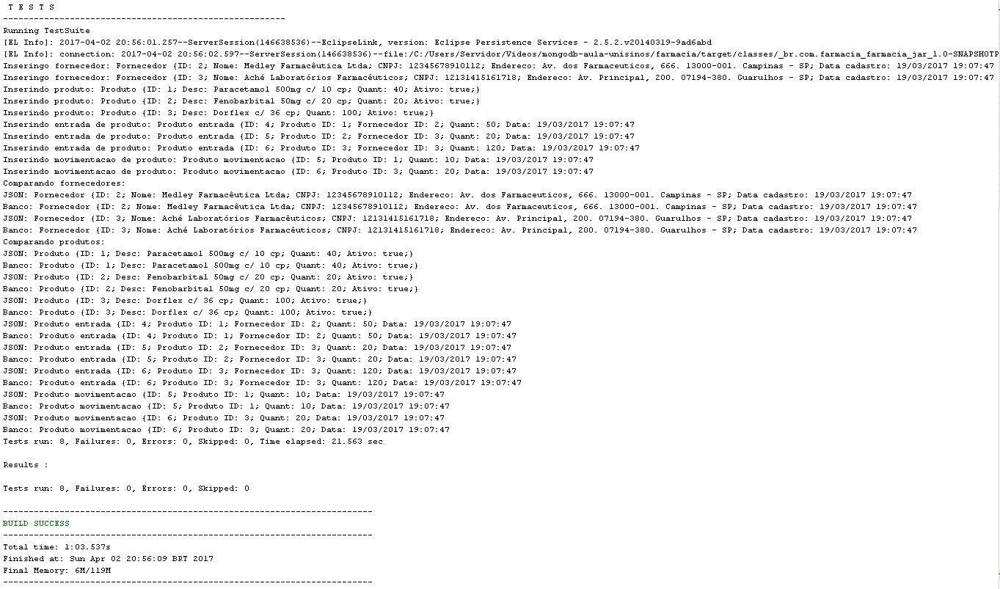 T E S T S
-------------------------------------------------------
Running TestSuite
[EL Info]: 2017-04-02 20:56:01.257--ServerSession(146638536)--EclipseLink, version: Eclipse Persistence Services - 2.5.2.v20140319-9ad6abd
[EL Info]: connection: 2017-04-02 20:56:02.597--ServerSession(146638536)--file:/C:/Users/Servidor/Videos/mongodb-aula-unisinos/farmacia/target/classes/_br.com.farmacia_farmacia_jar_1.0-SNAPSHOTP
Inseringo fornecedor: Fornecedor {ID: 2; Nome: Medley Farmacêutica Ltda; CNPJ: 12345678910112; Endereco: Av. dos Farmaceuticos, 666. 13000-001. Campinas - SP; Data cadastro: 19/03/2017 19:07:47
Inseringo fornecedor: Fornecedor {ID: 3; Nome: Aché Laboratórios Farmacêuticos; CNPJ: 12131415161718; Endereco: Av. Principal, 200. 07194-380. Guarulhos - SP; Data cadastro: 19/03/2017 19:07:47
Inserindo produto: Produto {ID: 1; Desc: Paracetamol 500mg c/ 10 cp; Quant: 40; Ativo: true;}
Inserindo produto: Produto {ID: 2; Desc: Fenobarbital 50mg c/ 20 cp; Quant: 20; Ativo: true;}
Inserindo produto: Produto {ID: 3; Desc: Dorflex c/ 36 cp; Quant: 100; Ativo: true;}
Inserindo entrada de produto: Produto entrada {ID: 4; Produto ID: 1; Fornecedor ID: 2; Quant: 50; Data: 19/03/2017 19:07:47
Inserindo entrada de produto: Produto entrada {ID: 5; Produto ID: 2; Fornecedor ID: 3; Quant: 20; Data: 19/03/2017 19:07:47
Inserindo entrada de produto: Produto entrada {ID: 6; Produto ID: 3; Fornecedor ID: 3; Quant: 120; Data: 19/03/2017 19:07:47
Inserindo movimentacao de produto: Produto movimentacao {ID: 5; Produto ID: 1; Quant: 10; Data: 19/03/2017 19:07:47
Inserindo movimentacao de produto: Produto movimentacao {ID: 6; Produto ID: 3; Quant: 20; Data: 19/03/2017 19:07:47
Comparando fornecedores:
JSON: Fornecedor {ID: 2; Nome: Medley Farmacêutica Ltda; CNPJ: 12345678910112; Endereco: Av. dos Farmaceuticos, 666. 13000-001. Campinas - SP; Data cadastro: 19/03/2017 19:07:47
Banco: Fornecedor {ID: 2; Nome: Medley Farmacêutica Ltda; CNPJ: 12345678910112; Endereco: Av. dos Farmaceuticos, 666. 13000-001. Campinas - SP; Data cadastro: 19/03/2017 19:07:47
JSON: Fornecedor {ID: 3; Nome: Aché Laboratórios Farmacêuticos; CNPJ: 12131415161718; Endereco: Av. Principal, 200. 07194-380. Guarulhos - SP; Data cadastro: 19/03/2017 19:07:47
Banco: Fornecedor {ID: 3; Nome: Aché Laboratórios Farmacêuticos; CNPJ: 12131415161718; Endereco: Av. Principal, 200. 07194-380. Guarulhos - SP; Data cadastro: 19/03/2017 19:07:47
Comparando produtos:
JSON: Produto {ID: 1; Desc: Paracetamol 500mg c/ 10 cp; Quant: 40; Ativo: true;}
Banco: Produto {ID: 1; Desc: Paracetamol 500mg c/ 10 cp; Quant: 40; Ativo: true;}
JSON: Produto {ID: 2; Desc: Fenobarbital 50mg c/ 20 cp; Quant: 20; Ativo: true;}
Banco: Produto {ID: 2; Desc: Fenobarbital 50mg c/ 20 cp; Quant: 20; Ativo: true;}
JSON: Produto {ID: 3; Desc: Dorflex c/ 36 cp; Quant: 100; Ativo: true;}
Banco: Produto {ID: 3; Desc: Dorflex c/ 36 cp; Quant: 100; Ativo: true;}
JSON: Produto entrada {ID: 4; Produto ID: 1; Fornecedor ID: 2; Quant: 50; Data: 19/03/2017 19:07:47
Banco: Produto entrada {ID: 4; Produto ID: 1; Fornecedor ID: 2; Quant: 50; Data: 19/03/2017 19:07:47
JSON: Produto entrada {ID: 5; Produto ID: 2; Fornecedor ID: 3; Quant: 20; Data: 19/03/2017 19:07:47
Banco: Produto entrada {ID: 5; Produto ID: 2; Fornecedor ID: 3; Quant: 20; Data: 19/03/2017 19:07:47
JSON: Produto entrada {ID: 6; Produto ID: 3; Fornecedor ID: 3; Quant: 120; Data: 19/03/2017 19:07:47
Banco: Produto entrada {ID: 6; Produto ID: 3; Fornecedor ID: 3; Quant: 120; Data: 19/03/2017 19:07:47
JSON: Produto movimentacao {ID: 5; Produto ID: 1; Quant: 10; Data: 19/03/2017 19:07:47
Banco: Produto movimentacao {ID: 5; Produto ID: 1; Quant: 10; Data: 19/03/2017 19:07:47
JSON: Produto movimentacao {ID: 6; Produto ID: 3; Quant: 20; Data: 19/03/2017 19:07:47
Banco: Produto movimentacao {ID: 6; Produto ID: 3; Quant: 20; Data: 19/03/2017 19:07:47
Tests run: 8, Failures: 0, Errors: 0, Skipped: 0, Time elapsed: 21.563 sec
Results :
Tests run: 8, Failures: 0, Errors: 0, Skipped: 0
------------------------------------------------------------------------
BUILD SUCCESS
------------------------------------------------------------------------
Total time: 1:03.537s
Finished at: Sun Apr 02 20:56:09 BRT 2017
Final Memory: 6M/119M
------------------------------------------------------------------------